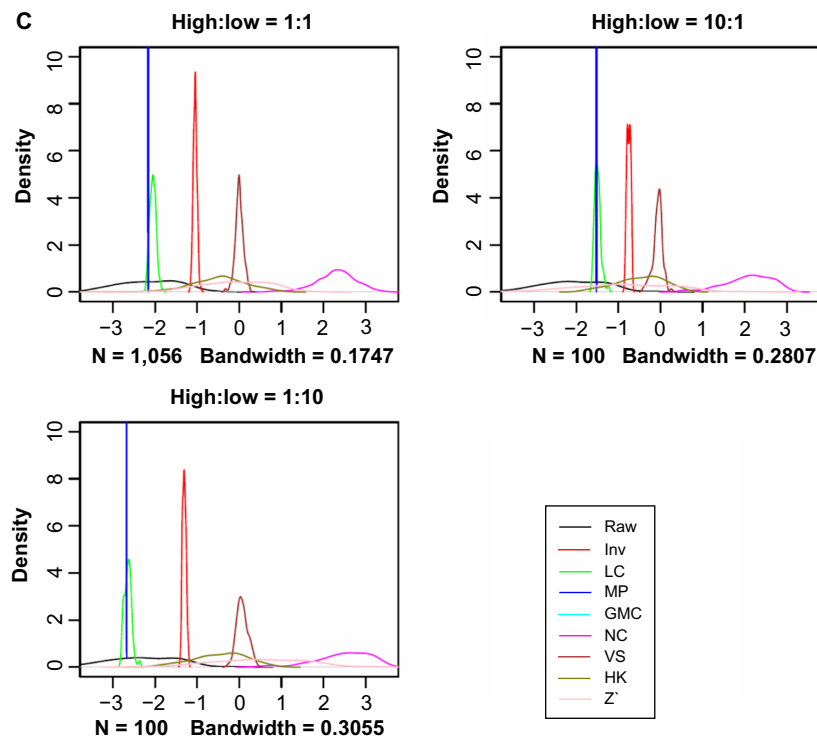 C
High:low = 1:1
High:low = 10:1
Density
10
8
6
4
2
0
−3 −2 −1 0 1 2 3
N = 1,056 Bandwidth = 0.1747
Density
10
8
6
4
2
0
−3 −2 −1 0 1 2 3
N = 100 Bandwidth = 0.2807
High:low = 1:10
Density
10
8
6
4
2
0
−3 −2 −1 0 1 2 3
N = 100 Bandwidth = 0.3055
Raw
Inv
LC
MP
GMC
NC
VS
HK
Z`